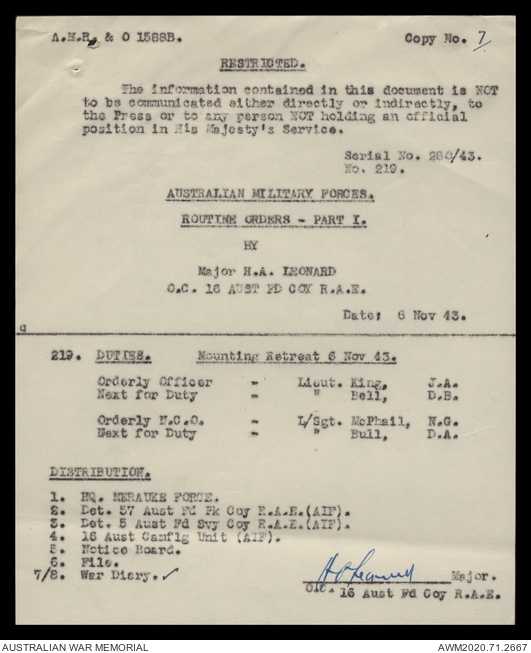 A.M.R. & O 1588B. Copy No. 7
RESTRICTED.
The information contained in this document is NOT
to be communicated either directly or indirectly, to
the Press or to any person NOT holding an official
position in His Majesty's Service.
Serial No. 280/43.
No. 219.
AUSTRALIAN MILITARY FORCES.
ROUTINE ORDERS - PART I.
BY
Major H.A. LEONARD
O.C. 16 AUST FD COY R.A.E.
Date: 6 Nov 43.
219. DUTIES. Mounting Retreat 6 Nov 43.
Orderly Officer - Lieut. King, J.A.
Next for Duty - " Bell, D.B.
Orderly N.C.O. - L/Sgt. McPhail, N.G.
Next for Duty - " Bull, D.A.
DISTRIBUTION.
1. HQ. MERAUKE FORCE.
2. Det. 57 Aust Fd Pk Coy R.A.E.(AIF).
3. Det. 5 Aust Fd Svy Coy R.A.E.(AIF).
4. 16 Aust Camflg Unit (AIF).
5. Notice Board.
6. File.
7/8. War Diary. ✓
H A Leonard Major.
O.C. 16 Aust Fd Coy R.A.E.
AUSTRALIAN WAR MEMORIAL AWM2020.71.2667